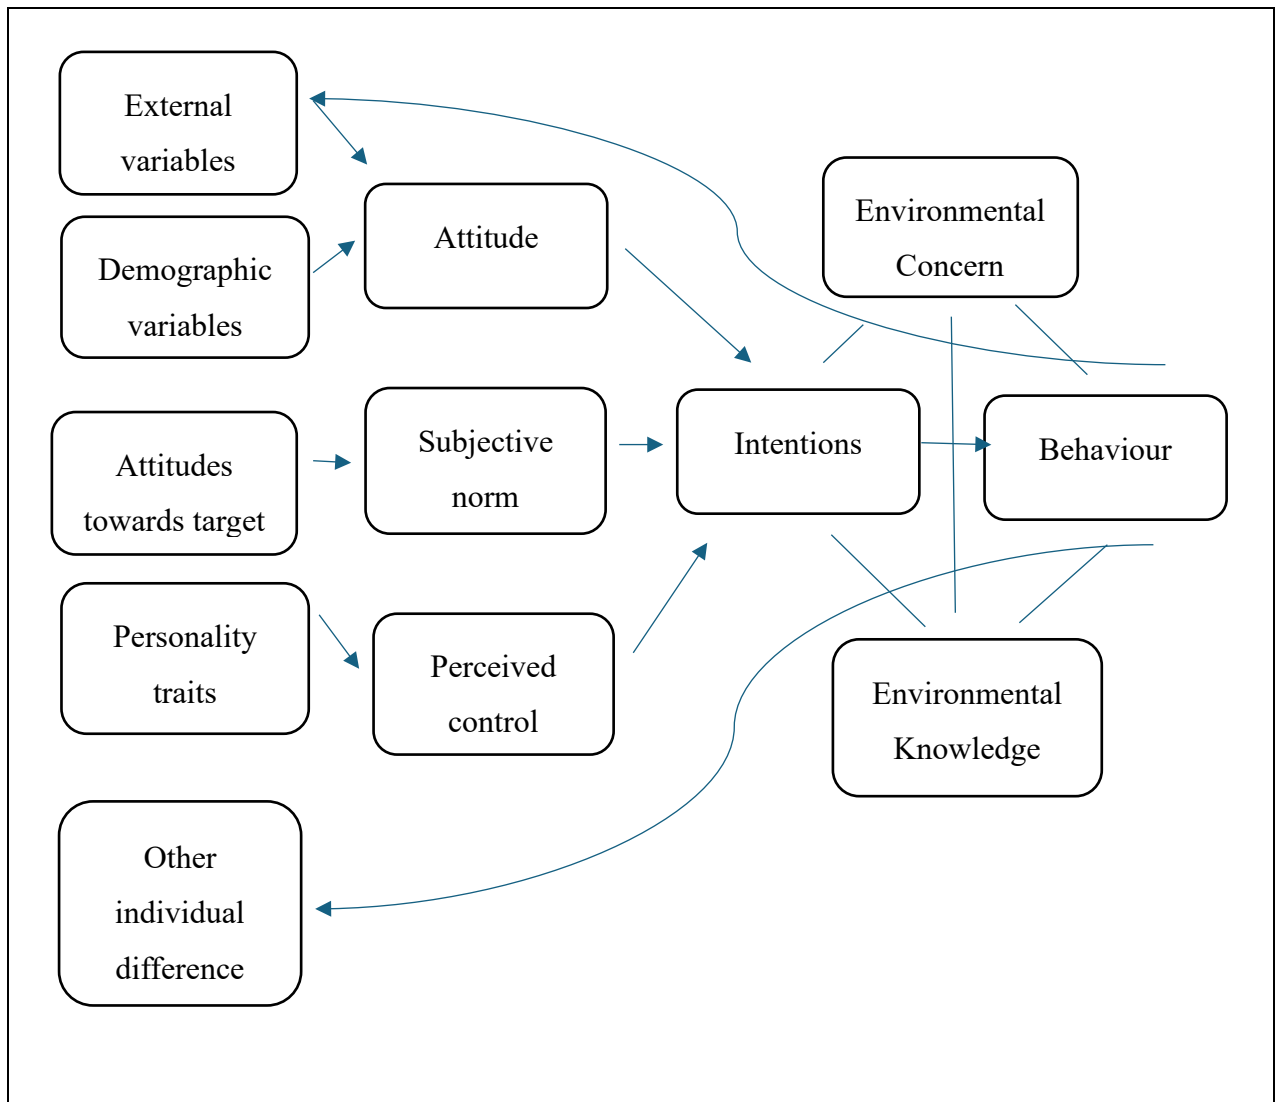 External
variables
Demographic
variables
Attitudes
towards target
Personality
traits
Other
individual
difference
Attitude
Subjective
norm
Perceived
control
Intentions
Environmental
Concern
Behaviour
Environmental
Knowledge